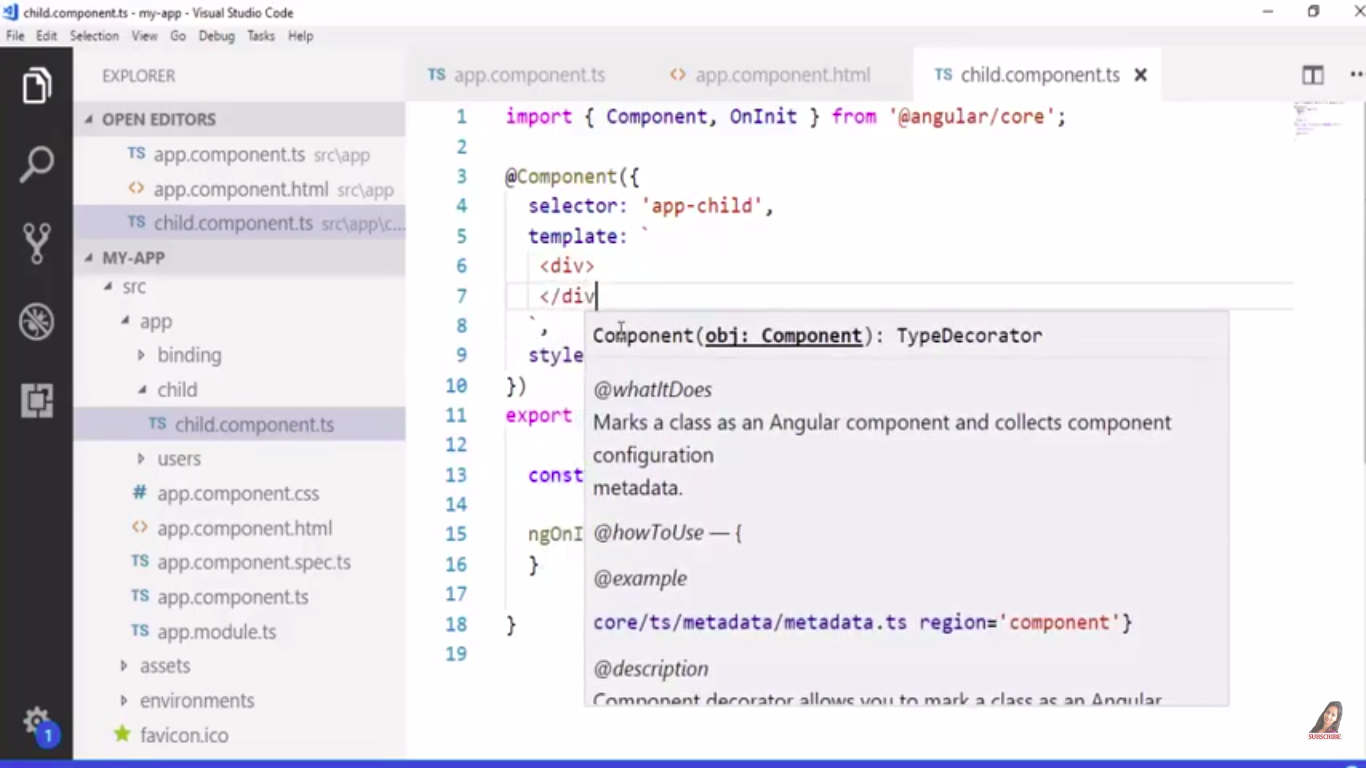 child.component.ts - my-app - Visual Studio Code
File Edit Selection View Go Debug Tasks Help
EXPLORER
OPEN EDITORS
TS app.component.ts src\app
<> app.component.html src\app
TS child.component.ts src\app\c...
MY-APP
src
app
binding
child
TS child.component.ts
users
# app.component.css
<> app.component.html
TS app.component.spec.ts
TS app.component.ts
TS app.module.ts
assets
environments
favicon.ico
1
TS app.component.ts <> app.component.html TS child.component.ts
1 import { Component, OnInit } from '@angular/core';
2
3 @Component({
4 selector: 'app-child',
5 template: `
6 <div>
7 </div
8 `,
9 style
10 })
11 export
12
13 const
14
15 ngOnI
16 }
17
18 }
19
Component(obj: Component): TypeDecorator
@whatItDoes
Marks a class as an Angular component and collects component
configuration
metadata.
@howToUse — {
@example
core/ts/metadata/metadata.ts region='component'}
@description
Component decorator allows you to mark a class as an Angular
SUBSCRIBE